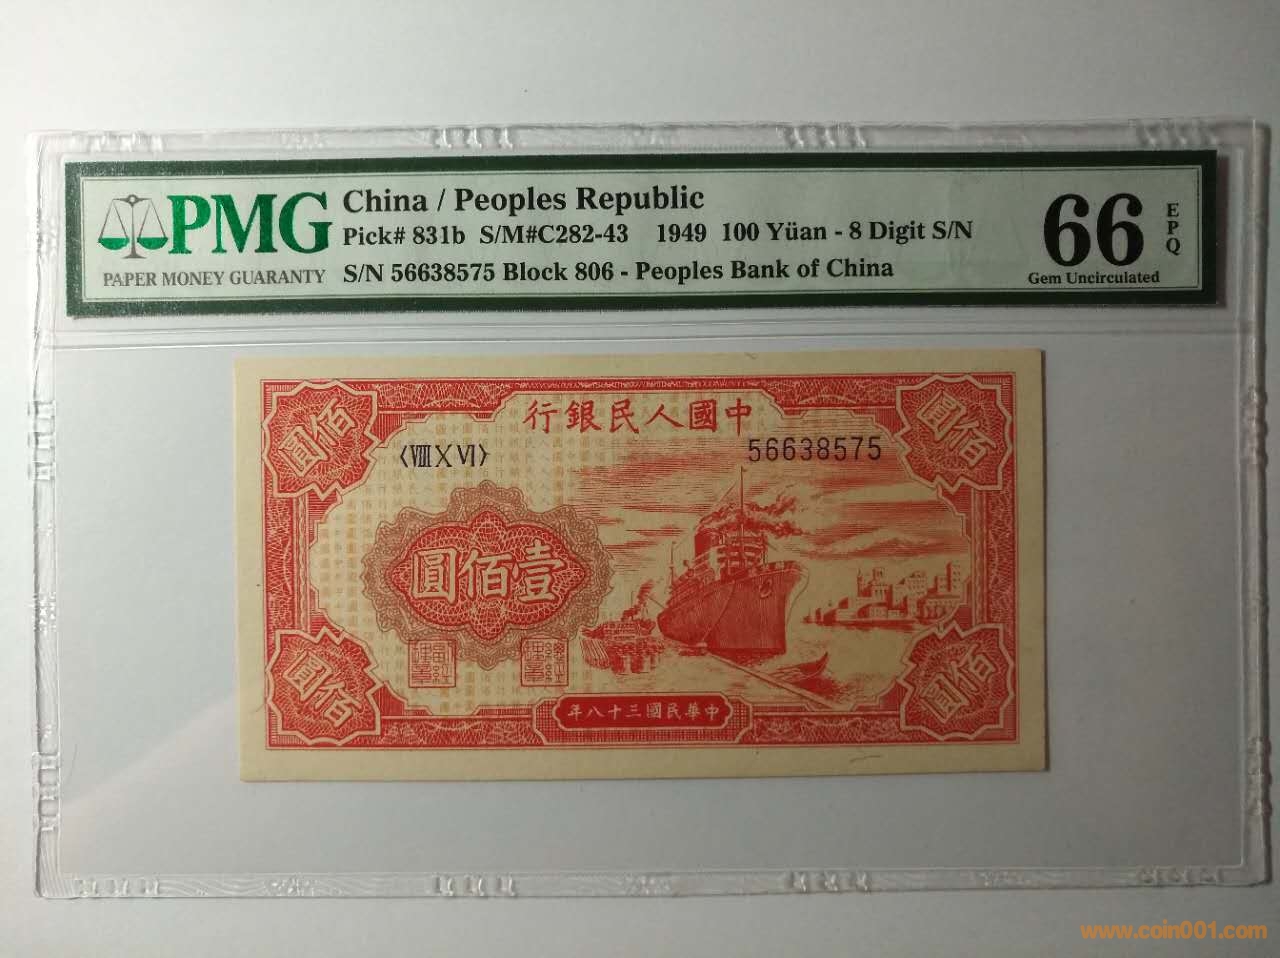 PMG
PAPER MONEY GUARANTY
China / Peoples Republic
Pick# 831b S/M#C282-43 1949 100 Yüan - 8 Digit S/N
S/N 56638575 Block 806 - Peoples Bank of China
66
EPQ
Gem Uncirculated
行銀民人國中
圓佰
圓佰
〈ⅧⅩⅥ〉
56638575
圓佰壹
圓佰
圓佰
年八十三國民華中
www.coin001.com